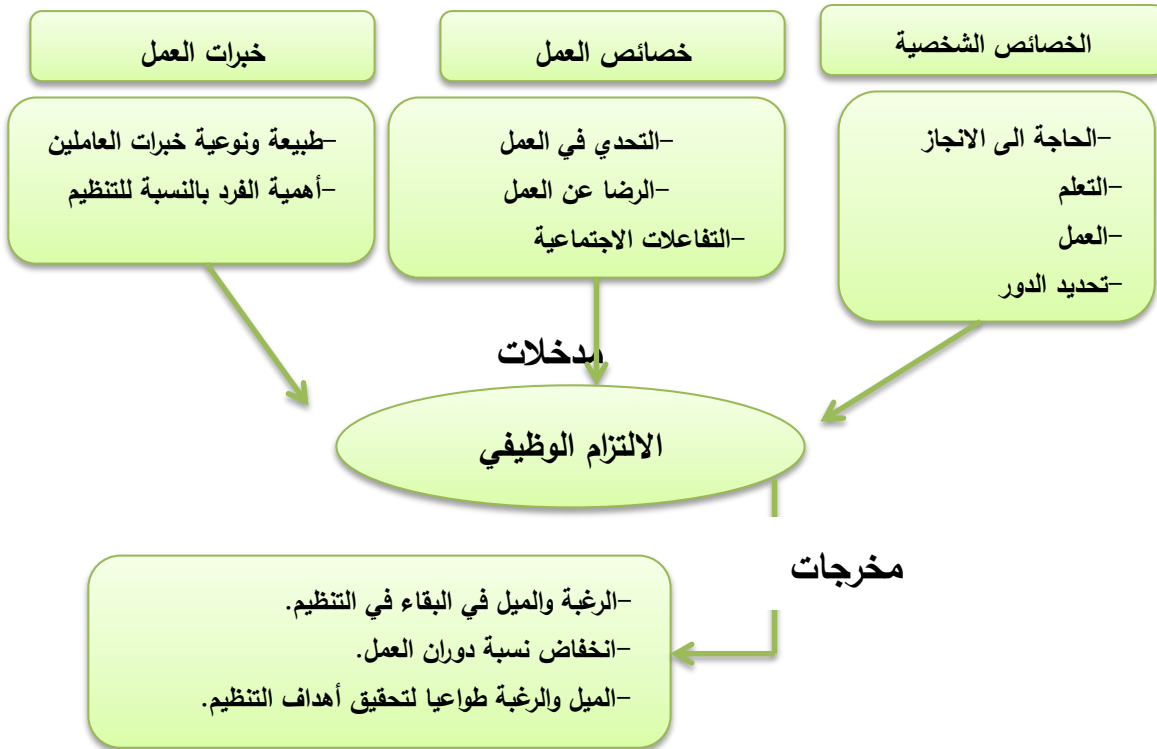 الخصائص الشخصية
-الحاجة الى الانجاز
-التعلم
-العمل
-تحديد الدور
خصائص العمل
-التحدي في العمل
-الرضا عن العمل
-التفاعلات الاجتماعية
خبرات العمل
-طبيعة ونوعية خبرات العاملين
-أهمية الفرد بالنسبة للتنظيم
مدخلات
الالتزام الوظيفي
مخرجات
-الرغبة والميل في البقاء في التنظيم.
-انخفاض نسبة دوران العمل.
-الميل والرغبة طواعيا لتحقيق أهداف التنظيم.